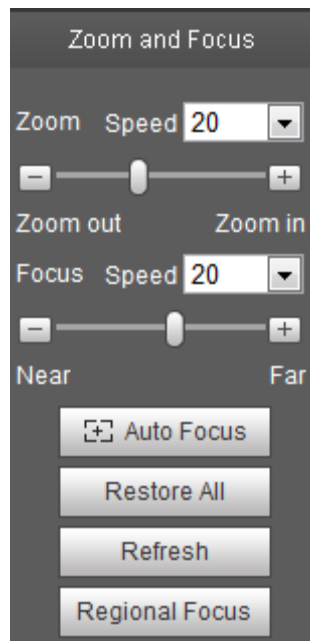 Zoom and Focus
Zoom Speed 20
Zoom out Zoom in
Focus Speed 20
Near Far
Auto Focus
Restore All
Refresh
Regional Focus